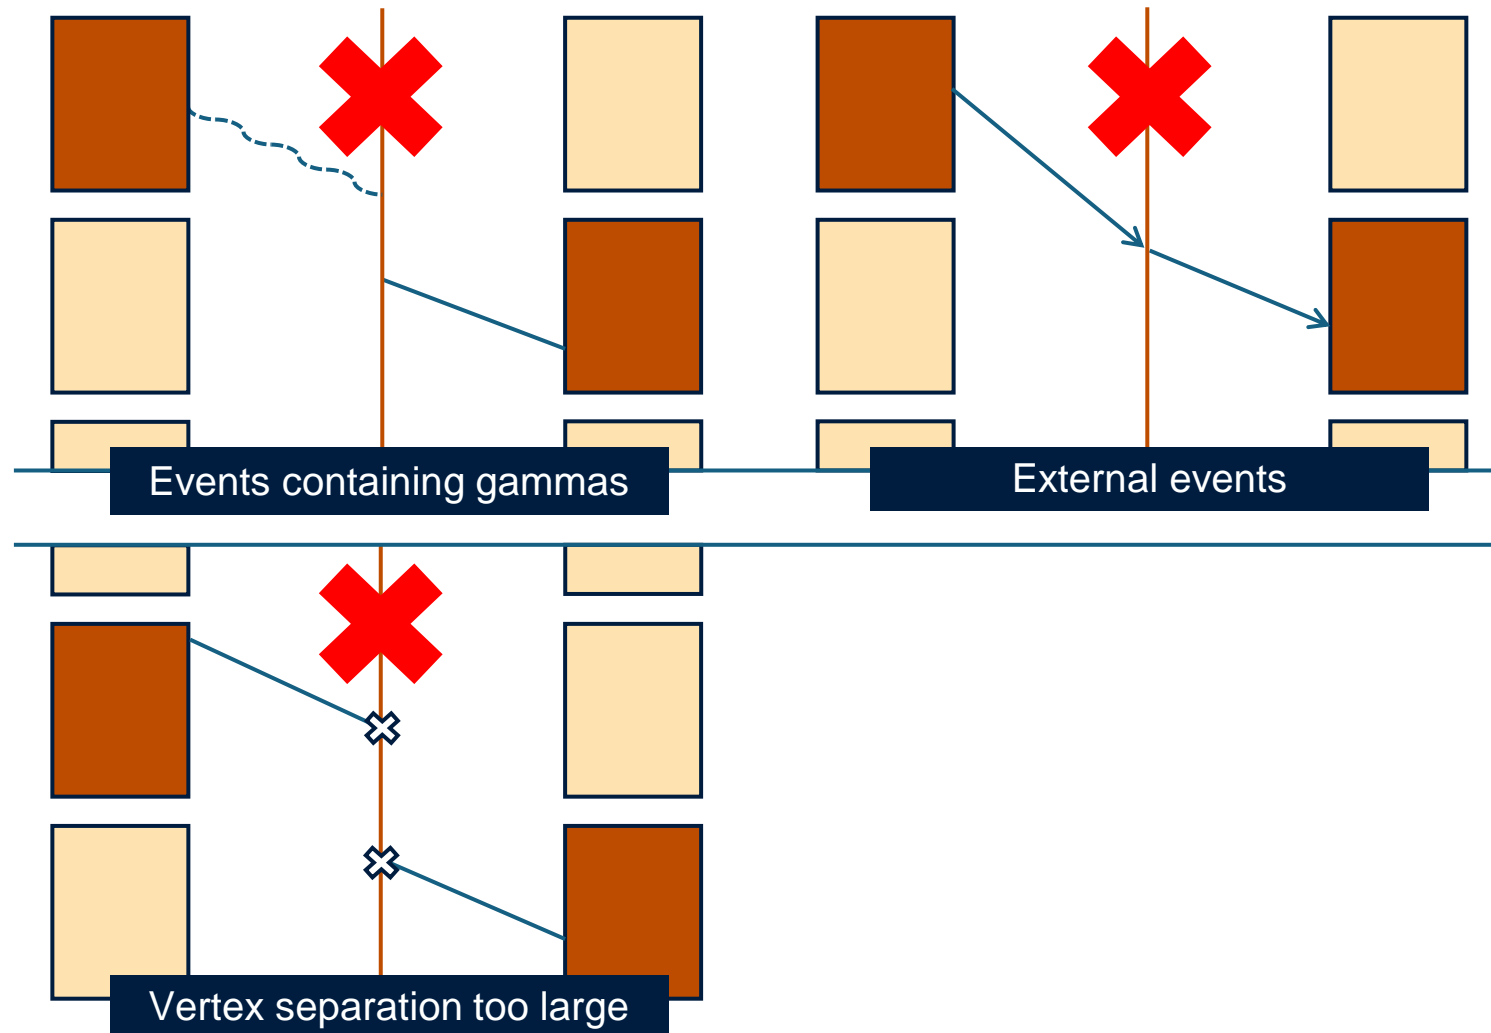 Events containing gammas
External events
Vertex separation too large